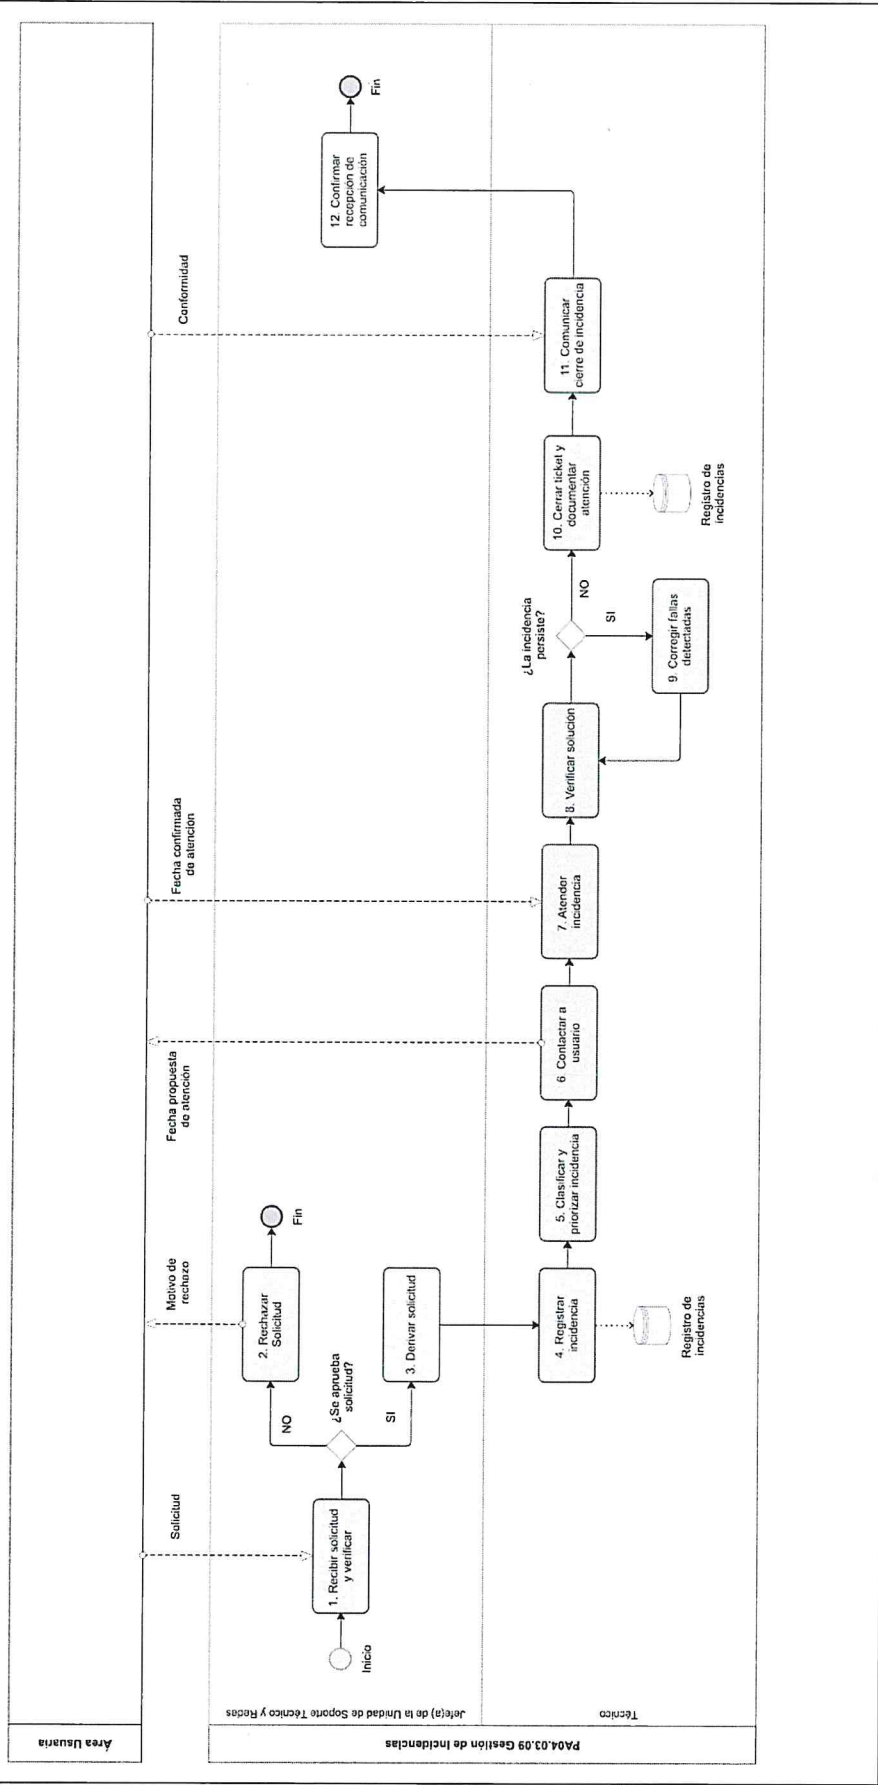 Área Usuaria
PA04.03.09 Gestión de Incidencias
Jefe(a) de la Unidad de Soporte Técnico y Redes
Técnico
Inicio
Solicitud
1. Recibir solicitud
y verificar
¿Se aprueba
solicitud?
NO
SI
Motivo de
rechazo
2. Rechazar
Solicitud
Fin
3. Derivar solicitud
4. Registrar
incidencia
Registro de
incidencias
5. Clasificar y
priorizar incidencia
Fecha propuesta
de atención
6 Contactar a
usuario
Fecha confirmada
de atención
7. Atender
incidencia
8. Verificar solución
¿La incidencia
persiste?
NO
SI
9. Corregir fallas
detectadas
10. Cerrar ticket y
documentar
atención
Registro de
incidencias
Conformidad
11. Comunicar
cierre de incidencia
12. Confirmar
recepción de
comunicación
Fin